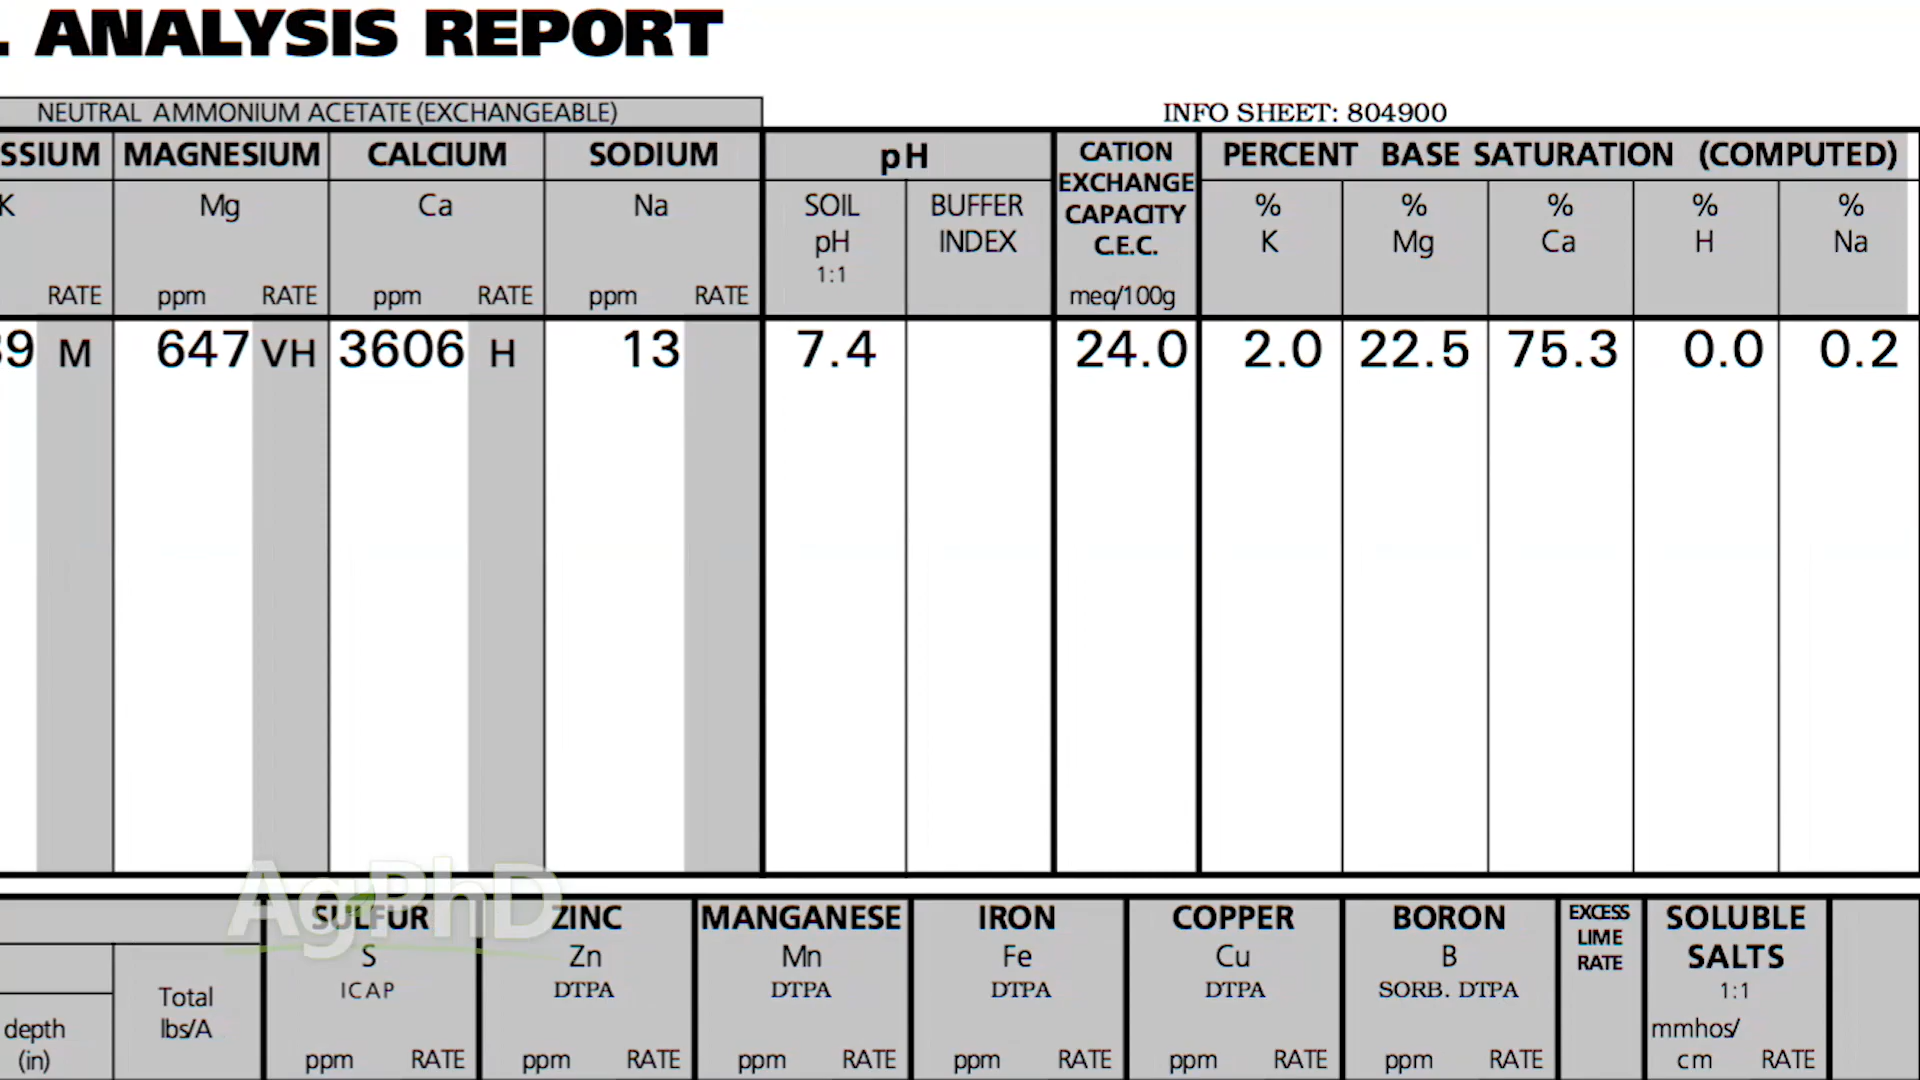 . ANALYSIS REPORT
NEUTRAL AMMONIUM ACETATE (EXCHANGEABLE)
INFO SHEET: 804900
SSIUM MAGNESIUM CALCIUM SODIUM pH CATION EXCHANGE CAPACITY C.E.C. PERCENT BASE SATURATION (COMPUTED)
K Mg Ca Na SOIL pH 1:1 BUFFER INDEX % K % Mg % Ca % H % Na
RATE ppm RATE ppm RATE ppm RATE meq/100g
39 M 647 VH 3606 H 13 7.4 24.0 2.0 22.5 75.3 0.0 0.2
AgPhD
SULFUR ZINC MANGANESE IRON COPPER BORON EXCESS LIME RATE SOLUBLE SALTS
S Zn Mn Fe Cu B
ICAP DTPA DTPA DTPA DTPA SORB. DTPA 1:1
depth (in) Total lbs/A
ppm RATE ppm RATE ppm RATE ppm RATE ppm RATE ppm RATE mmhos/ cm RATE